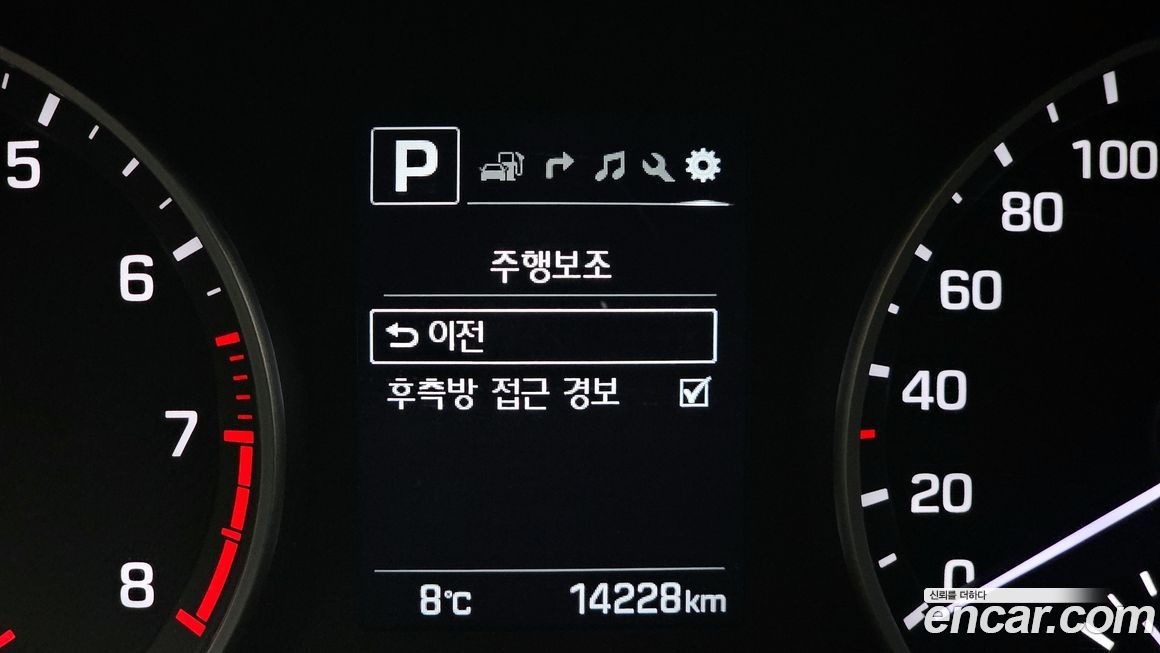 5
6
7
8
P
주행보조
이전
후측방 접근 경보
8°C 14228km
100
80
60
40
20
0
신뢰를 더하다
encar.com